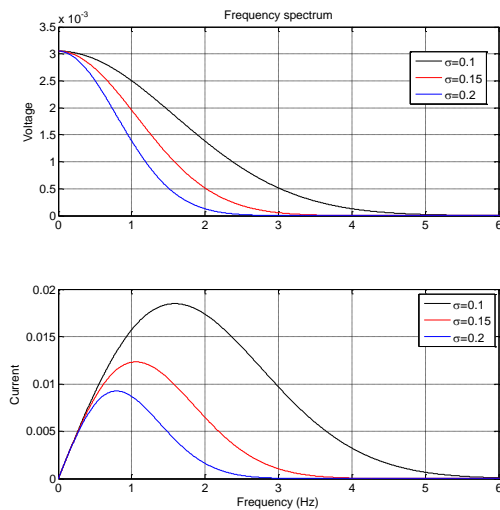 Frequency spectrum
x 10⁻³
3.5
3
2.5
2
1.5
1
0.5
0
Voltage
σ=0.1
σ=0.15
σ=0.2
0 1 2 3 4 5 6
0.02
0.015
0.01
0.005
0
Current
σ=0.1
σ=0.15
σ=0.2
0 1 2 3 4 5 6
Frequency (Hz)